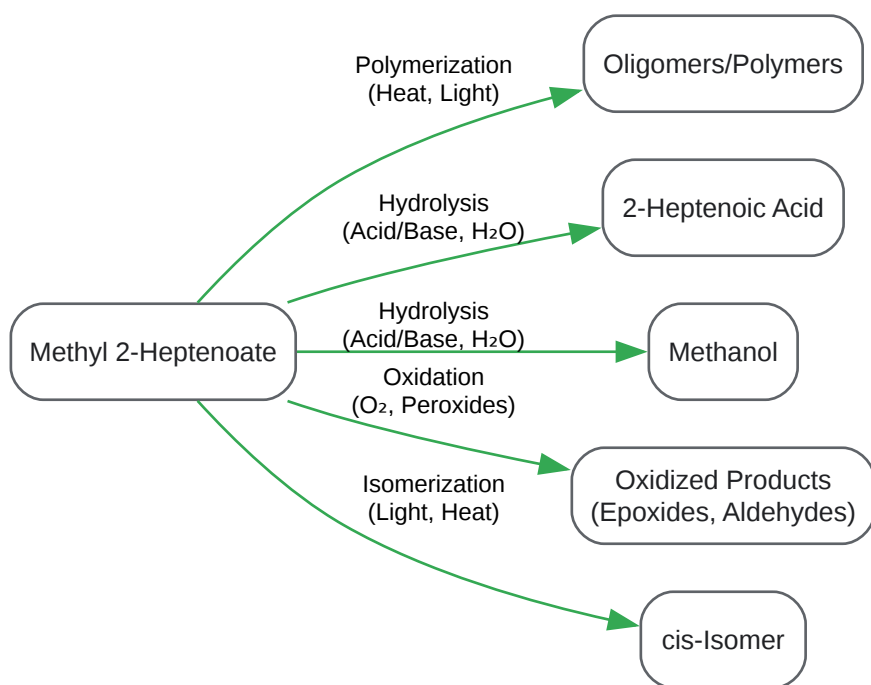 Polymerization
(Heat, Light)
Oligomers/Polymers
Hydrolysis
(Acid/Base, H₂O)
2-Heptenoic Acid
Methyl 2-Heptenoate
Hydrolysis
(Acid/Base, H₂O)
Methanol
Oxidation
(O₂, Peroxides)
Oxidized Products
(Epoxides, Aldehydes)
Isomerization
(Light, Heat)
cis-Isomer